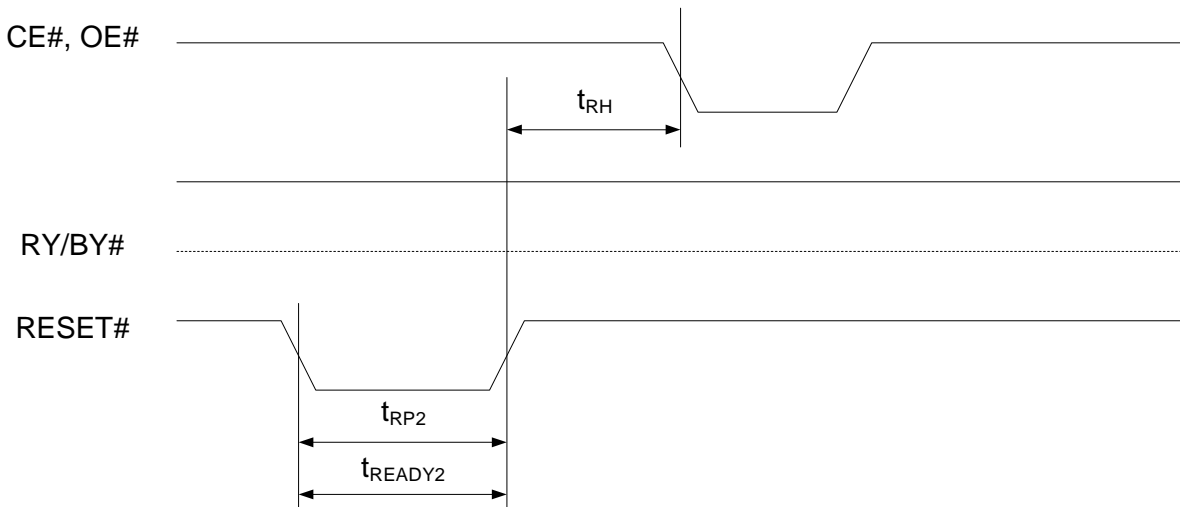 CE#, OE#
tRH
RY/BY#
RESET#
tRP2
tREADY2